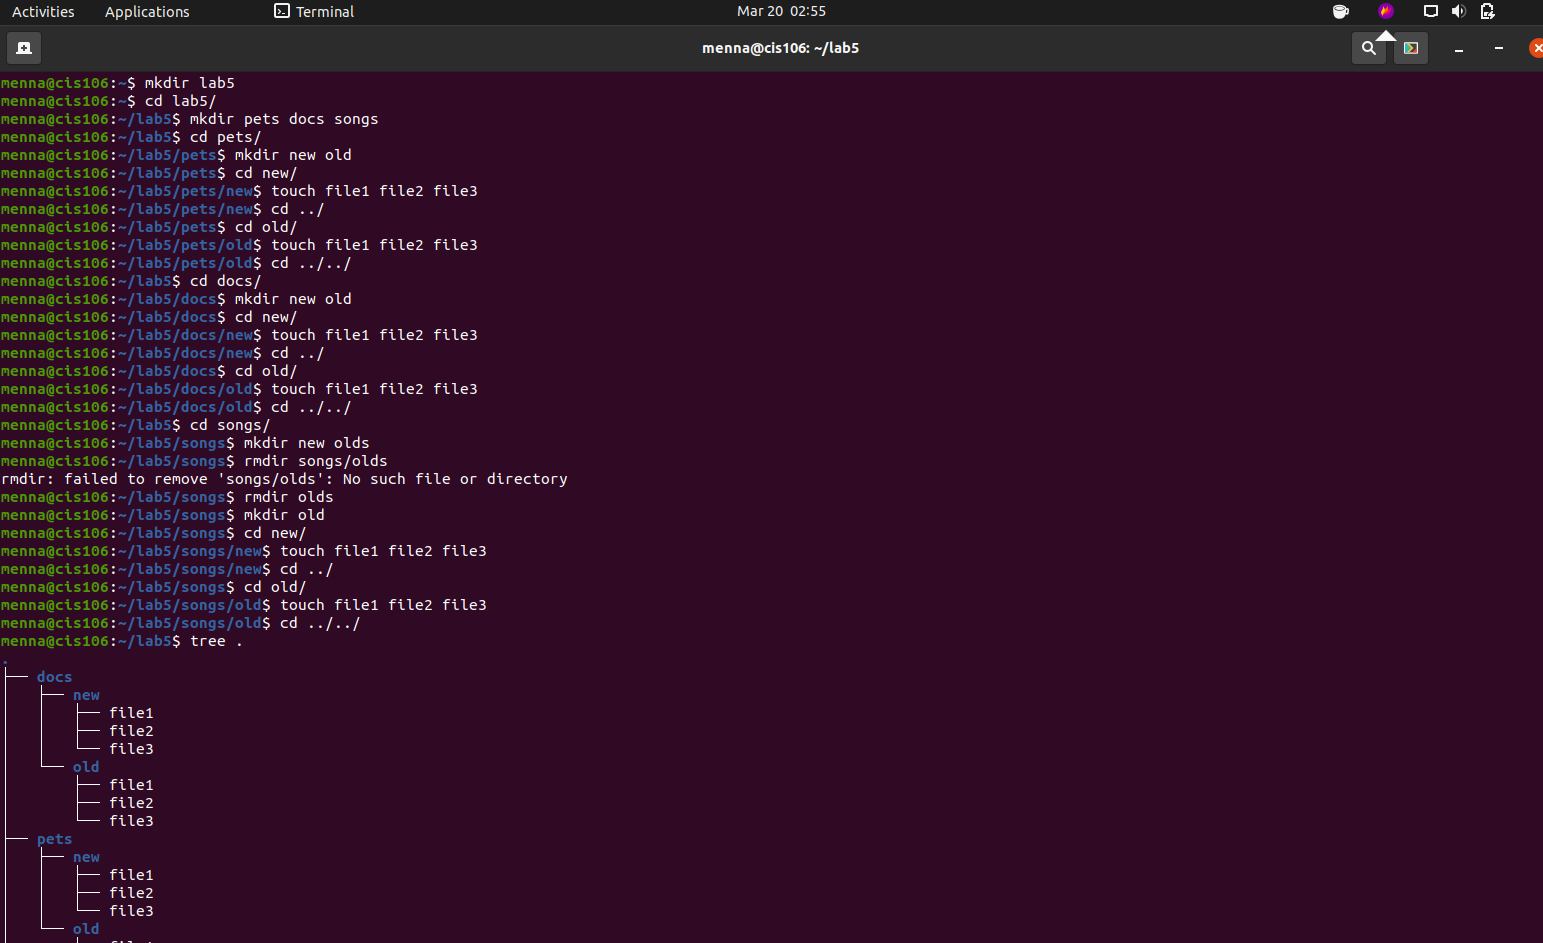 Activities Applications Terminal Mar 20 02:55
menna@cis106: ~/lab5
menna@cis106:~$ mkdir lab5
menna@cis106:~$ cd lab5/
menna@cis106:~/lab5$ mkdir pets docs songs
menna@cis106:~/lab5$ cd pets/
menna@cis106:~/lab5/pets$ mkdir new old
menna@cis106:~/lab5/pets$ cd new/
menna@cis106:~/lab5/pets/new$ touch file1 file2 file3
menna@cis106:~/lab5/pets/new$ cd ../
menna@cis106:~/lab5/pets$ cd old/
menna@cis106:~/lab5/pets/old$ touch file1 file2 file3
menna@cis106:~/lab5/pets/old$ cd ../../
menna@cis106:~/lab5$ cd docs/
menna@cis106:~/lab5/docs$ mkdir new old
menna@cis106:~/lab5/docs$ cd new/
menna@cis106:~/lab5/docs/new$ touch file1 file2 file3
menna@cis106:~/lab5/docs/new$ cd ../
menna@cis106:~/lab5/docs$ cd old/
menna@cis106:~/lab5/docs/old$ touch file1 file2 file3
menna@cis106:~/lab5/docs/old$ cd ../../
menna@cis106:~/lab5$ cd songs/
menna@cis106:~/lab5/songs$ mkdir new olds
menna@cis106:~/lab5/songs$ rmdir songs/olds
rmdir: failed to remove 'songs/olds': No such file or directory
menna@cis106:~/lab5/songs$ rmdir olds
menna@cis106:~/lab5/songs$ mkdir old
menna@cis106:~/lab5/songs$ cd new/
menna@cis106:~/lab5/songs/new$ touch file1 file2 file3
menna@cis106:~/lab5/songs/new$ cd ../
menna@cis106:~/lab5/songs$ cd old/
menna@cis106:~/lab5/songs/old$ touch file1 file2 file3
menna@cis106:~/lab5/songs/old$ cd ../../
menna@cis106:~/lab5$ tree .
.
├── docs
│   ├── new
│   │   ├── file1
│   │   ├── file2
│   │   └── file3
│   └── old
│       ├── file1
│       ├── file2
│       └── file3
├── pets
│   ├── new
│   │   ├── file1
│   │   ├── file2
│   │   └── file3
│   └── old